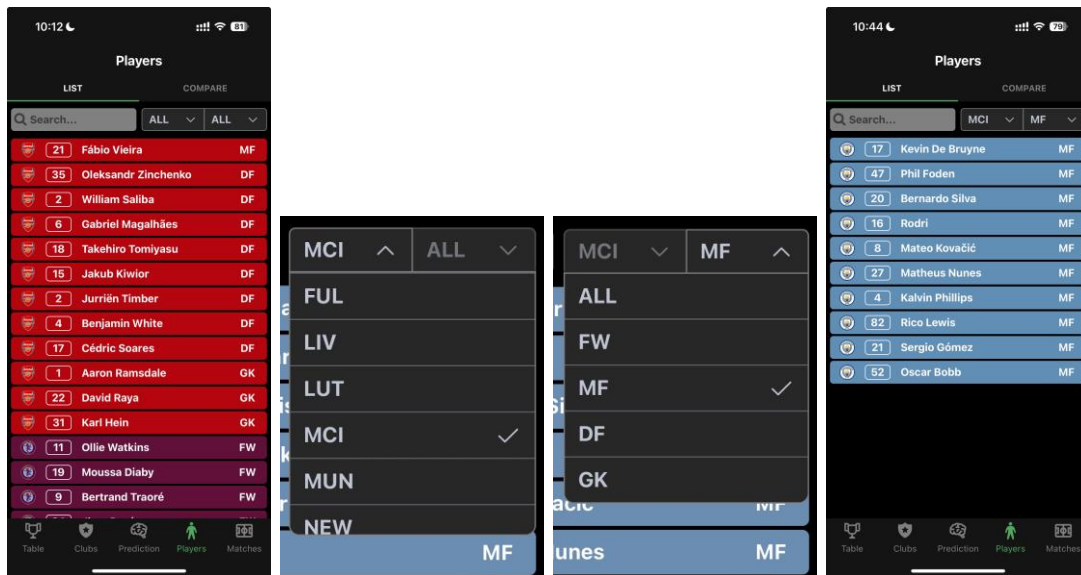 10:12 81
Players
LIST COMPARE
Search... ALL ALL
21 Fábio Vieira MF
35 Oleksandr Zinchenko DF
2 William Saliba DF
6 Gabriel Magalhães DF
18 Takehiro Tomiyasu DF
15 Jakub Kiwior DF
2 Jurriën Timber DF
4 Benjamin White DF
17 Cédric Soares DF
1 Aaron Ramsdale GK
22 David Raya GK
31 Karl Hein GK
11 Ollie Watkins FW
19 Moussa Diaby FW
9 Bertrand Traoré FW
Table Clubs Prediction Players Matches
MCI ALL
FUL
LIV
LUT
MCI
MUN
NEW
MF
MCI MF
ALL
FW
MF
DF
GK
MF
unes MF
10:44 79
Players
LIST COMPARE
Search... MCI MF
17 Kevin De Bruyne MF
47 Phil Foden MF
20 Bernardo Silva MF
16 Rodri MF
8 Mateo Kovačić MF
27 Matheus Nunes MF
4 Kalvin Phillips MF
82 Rico Lewis MF
21 Sergio Gómez MF
52 Oscar Bobb MF
Table Clubs Prediction Players Matches